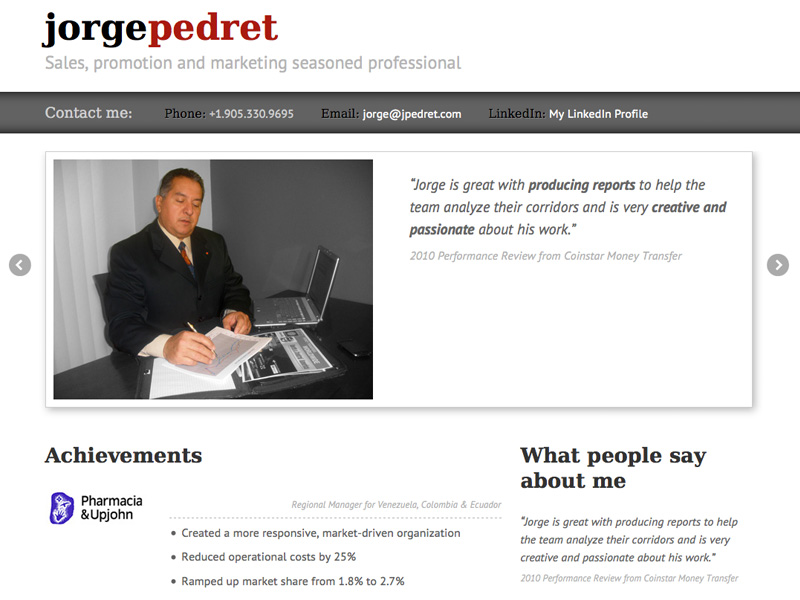 jorgepedret
Sales, promotion and marketing seasoned professional
Contact me: Phone: +1.905.330.9695 Email: jorge@jpedret.com LinkedIn: My LinkedIn Profile
“Jorge is great with producing reports to help the
team analyze their corridors and is very creative and
passionate about his work.”
2010 Performance Review from Coinstar Money Transfer
Achievements
Pharmacia
&Upjohn
Regional Manager for Venezuela, Colombia & Ecuador
• Created a more responsive, market-driven organization
• Reduced operational costs by 25%
• Ramped up market share from 1.8% to 2.7%
What people say
about me
“Jorge is great with producing reports to help
the team analyze their corridors and is very
creative and passionate about his work.”
2010 Performance Review from Coinstar Money Transfer